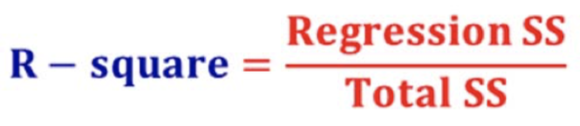 R − square = Regression SS
Total SS